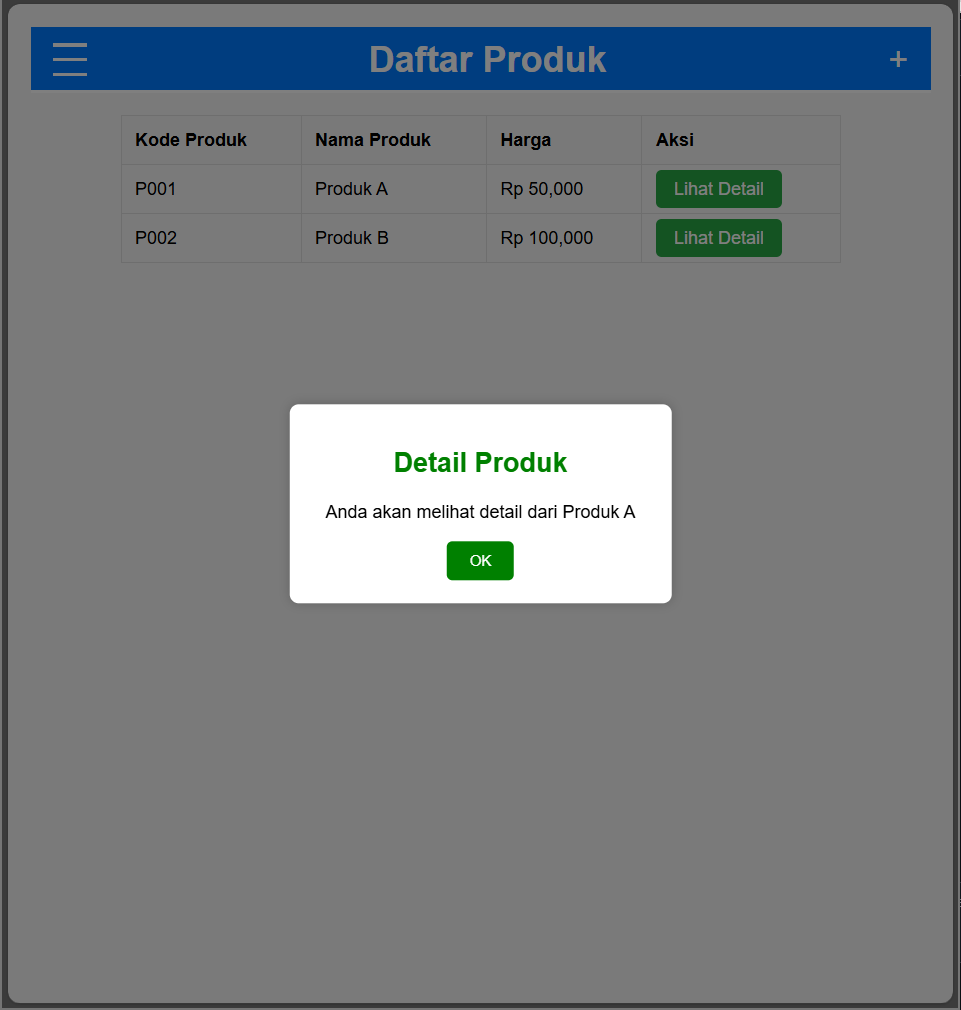 Daftar Produk +
Kode Produk Nama Produk Harga Aksi
P001 Produk A Rp 50,000 Lihat Detail
P002 Produk B Rp 100,000 Lihat Detail
Detail Produk
Anda akan melihat detail dari Produk A
OK